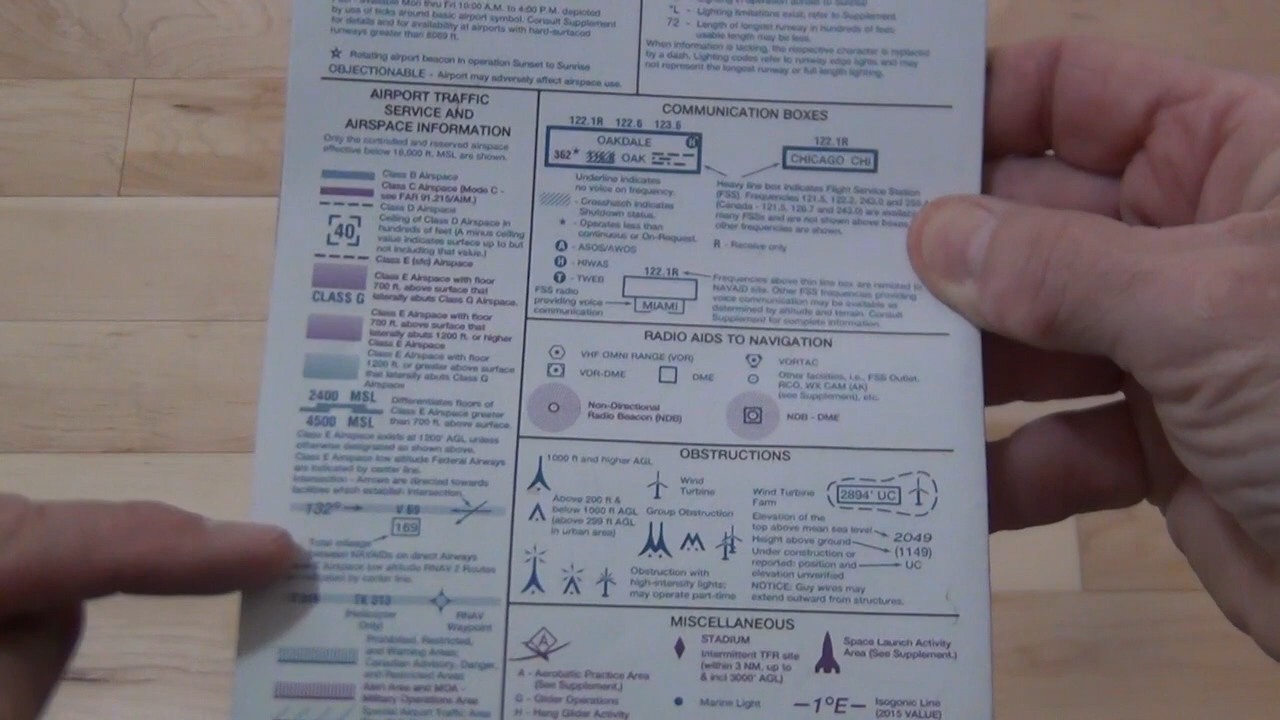 available Mon thru Fri 10:00 A.M. to 4:00 P.M. depicted
by use of ticks around basic airport symbol. Consult Supplement
for details and for availability at airports with hard-surfaced
runways greater than 8069 ft.
Rotating airport beacon in operation Sunset to Sunrise
OBJECTIONABLE - Airport may adversely affect airspace use.
*L - Lighting limitations exist, refer to Supplement
72 - Length of longest runway in hundreds of feet;
usable length may be less.
When information is lacking, the respective character is replaced
by a dash. Lighting codes refer to runway edge lights and may
not represent the longest runway or full length lighting.
AIRPORT TRAFFIC
SERVICE AND
AIRSPACE INFORMATION
Only the controlled and reserved airspace
effective below 18,000 ft. MSL are shown.
Class B Airspace
Class C Airspace (Mode C -
see FAR 91.215/AIM.)
Class D Airspace
40
Ceiling of Class D Airspace in
hundreds of feet (A minus ceiling
value indicates surface up to but
not including that value.)
Class E (sfc) Airspace
Class E Airspace with floor
700 ft. above surface that
laterally abuts Class G Airspace.
CLASS G
Class E Airspace with floor
700 ft. above surface that
laterally abuts 1200 ft. or higher
Class E Airspace
Class E Airspace with floor
1200 ft. or greater above surface
that laterally abuts Class G
Airspace
2400 MSL
4500 MSL
Differentiates floors of
Class E Airspace greater
than 700 ft. above surface.
Class E Airspace exists at 1200' AGL unless
otherwise designated as shown above.
Class E Airspace low altitude Federal Airways
are indicated by center line.
Intersection - Arrows are directed towards
facilities which establish intersection.
132° V 69
169
Total mileage
between NAVAIDs on direct Airways
Airspace low altitude RNAV 2 Routes
by center line.
TK 313
(Helicopter
Only)
RNAV
Waypoint
Prohibited, Restricted,
and Warning Areas;
Canadian Advisory, Danger,
and Restricted Areas
Alert Area and MOA -
Military Operations Area
Special Airport Traffic Area
COMMUNICATION BOXES
122.1R 122.6 123.6
OAKDALE H
362* OAK
122.1R
CHICAGO CHI
Underline indicates
no voice on frequency.
- Crosshatch indicates
Shutdown status.
* - Operates less than
continuous or On-Request.
A - ASOS/AWOS
H - HIWAS
T - TWEB
FSS radio
providing voice
communication
122.1R
MIAMI
Heavy line box indicates Flight Service Station
(FSS). Frequencies 121.5, 122.2, 243.0 and
(Canada - 121.5, 126.7 and 243.0) are available
many FSSs and are not shown above boxes.
other frequencies are shown.
R - Receive only
Frequencies above thin line box are remoted
NAVAID site. Other FSS frequencies providing
voice communication may be available as
determined by altitude and terrain. Consult
Supplement for complete information.
RADIO AIDS TO NAVIGATION
VHF OMNI RANGE (VOR)
VORTAC
VOR-DME
DME
Other facilities, i.e., FSS Outlet,
RCO, WX CAM (AK)
(see Supplement), etc.
Non-Directional
Radio Beacon (NDB)
NDB - DME
OBSTRUCTIONS
1000 ft and higher AGL
Above 200 ft &
below 1000 ft AGL
(above 299 ft AGL
in urban area)
Wind
Turbine
Group Obstruction
Obstruction with
high-intensity lights;
may operate part-time
Wind Turbine
Farm
2894' UC
Elevation of the
top above mean sea level
Height above ground
Under construction or
reported: position and
elevation unverified
NOTICE: Guy wires may
extend outward from structures.
2049
(1149)
UC
MISCELLANEOUS
A
A - Aerobatic Practice Area
(See Supplement.)
G - Glider Operations
H - Hang Glider Activity
STADIUM
Intermittent TFR site
(within 3 NM, up to
& incl 3000' AGL)
Marine Light
Space Launch Activity
Area (See Supplement.)
1°E
Isogonic Line
(2015 VALUE)